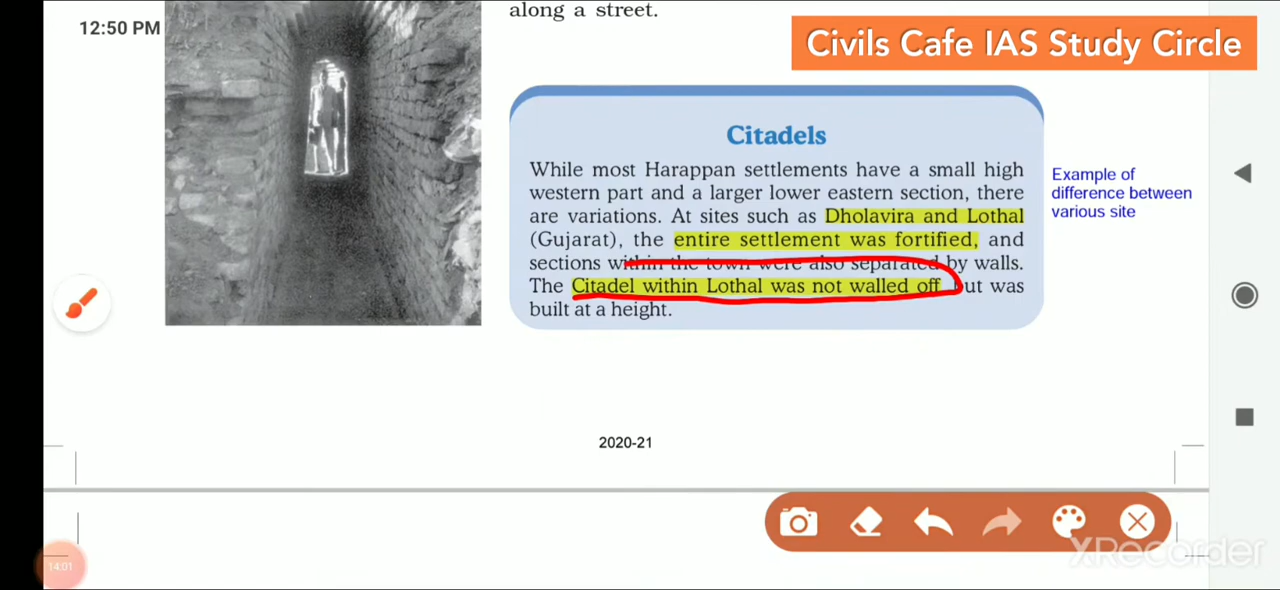 along a street.
12:50 PM
Civils Cafe IAS Study Circle
Citadels
While most Harappan settlements have a small high
western part and a larger lower eastern section, there
are variations. At sites such as Dholavira and Lothal
(Gujarat), the entire settlement was fortified, and
sections within the town were also separated by walls.
The Citadel within Lothal was not walled off, but was
built at a height.
Example of
difference between
various site
2020-21
14:01
XRecorder